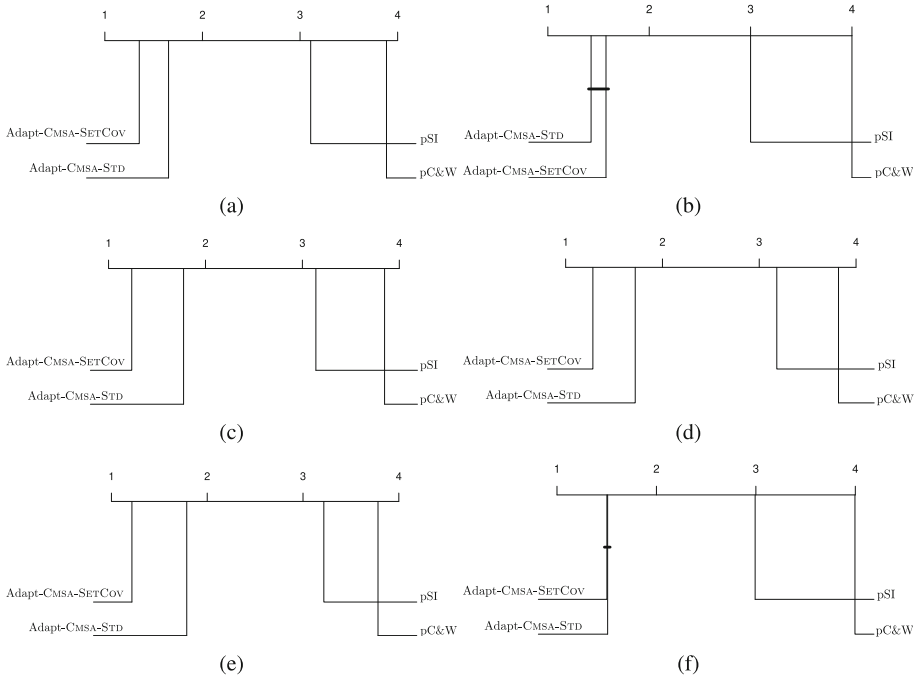 1 2 3 4
Adapt-CMSA-SETCOV
pSI
Adapt-CMSA-STD
pC&W
(a)
1 2 3 4
Adapt-CMSA-STD
pSI
Adapt-CMSA-SETCOV
pC&W
(b)
1 2 3 4
Adapt-CMSA-SETCOV
pSI
Adapt-CMSA-STD
pC&W
(c)
1 2 3 4
Adapt-CMSA-SETCOV
pSI
Adapt-CMSA-STD
pC&W
(d)
1 2 3 4
Adapt-CMSA-SETCOV
pSI
Adapt-CMSA-STD
pC&W
(e)
1 2 3 4
Adapt-CMSA-SETCOV
pSI
Adapt-CMSA-STD
pC&W
(f)